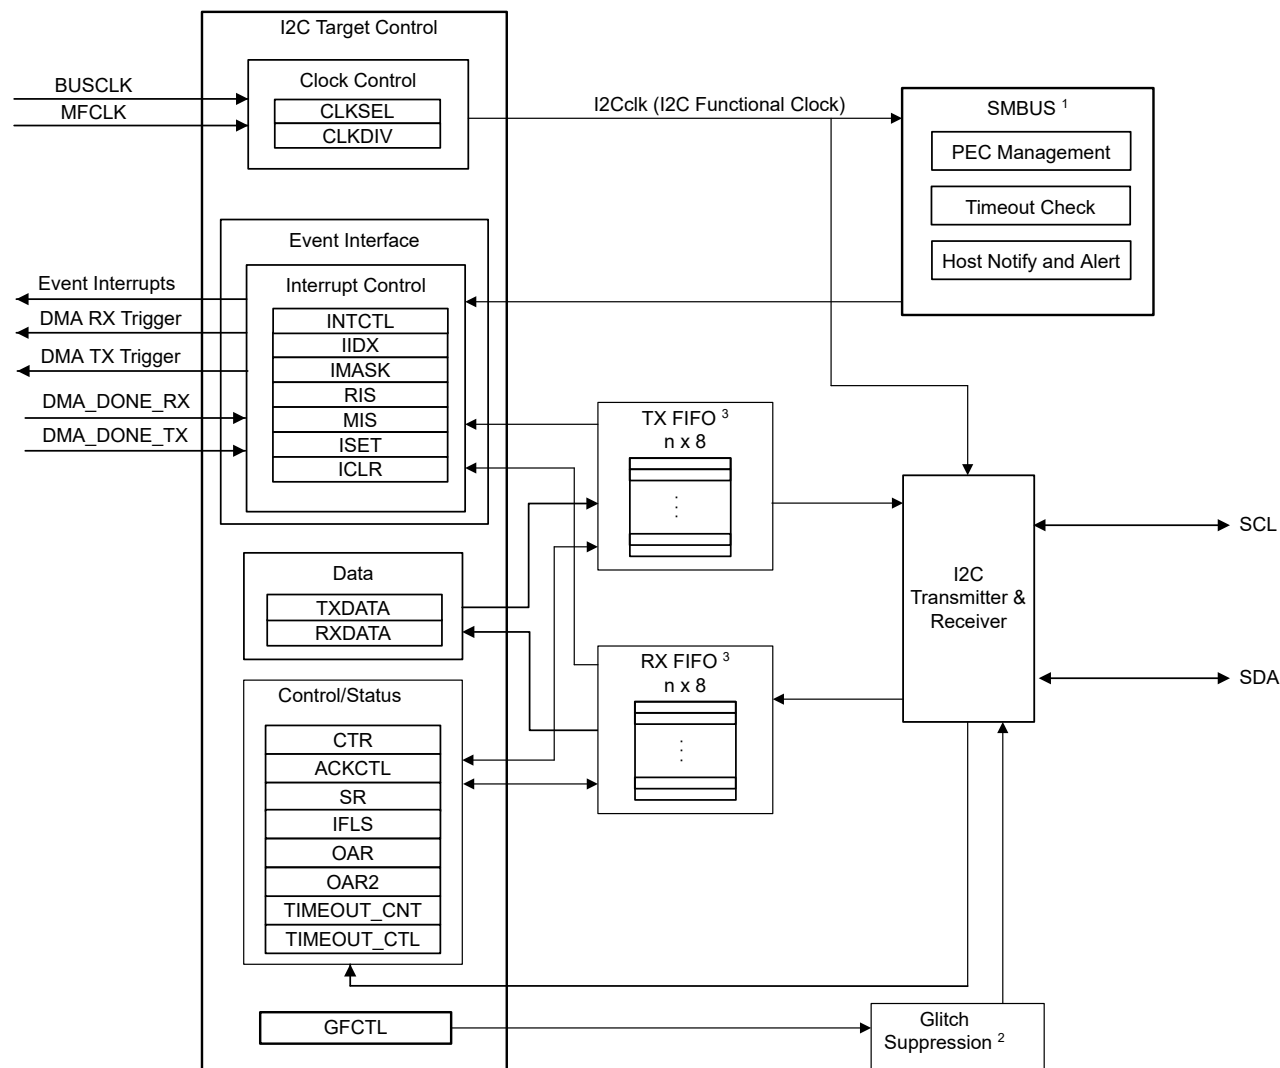 I2C Target Control
Clock Control
BUSCLK
MFCLK
CLKSEL
CLKDIV
I2Cclk (I2C Functional Clock)
SMBUS 1
PEC Management
Timeout Check
Host Notify and Alert
Event Interface
Interrupt Control
Event Interrupts
DMA RX Trigger
DMA TX Trigger
DMA_DONE_RX
DMA_DONE_TX
INTCTL
IIDX
IMASK
RIS
MIS
ISET
ICLR
TX FIFO 3
n x 8
Data
TXDATA
RXDATA
RX FIFO 3
n x 8
I2C
Transmitter &
Receiver
SCL
SDA
Control/Status
CTR
ACKCTL
SR
IFLS
OAR
OAR2
TIMEOUT_CNT
TIMEOUT_CTL
GFCTL
Glitch
Suppression 2